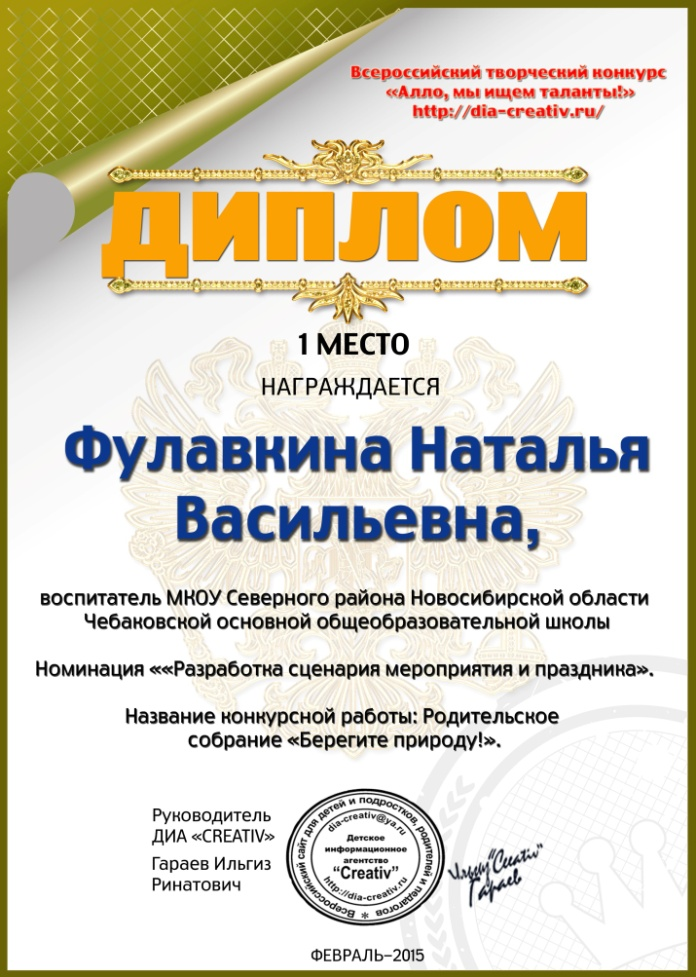 Всероссийский творческий конкурс
«Алло, мы ищем таланты!»
http://dia-creativ.ru/
ДИПЛОМ
1 МЕСТО
НАГРАЖДАЕТСЯ
Фулавкина Наталья
Васильевна,
воспитатель МКОУ Северного района Новосибирской области
Чебаковской основной общеобразовательной школы
Номинация ««Разработка сценария мероприятия и праздника».
Название конкурсной работы: Родительское
собрание «Берегите природу!».
Руководитель
ДИА «CREATIV»
Гараев Ильгиз
Ринатович
Всероссийский сайт для детей и подростков, родителей и педагогов *
dia-creativ@ya.ru
Детское
информационное
агентство
“Creativ”
http://dia-creativ.ru
"Creativ"
Гараев
ФЕВРАЛЬ–2015